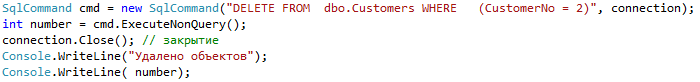 SqlCommand cmd = new SqlCommand("DELETE FROM  dbo.Customers WHERE   (CustomerNo = 2)", connection);
int number = cmd.ExecuteNonQuery();
connection.Close(); // закрытие
Console.WriteLine("Удалено объектов");
Console.WriteLine( number);